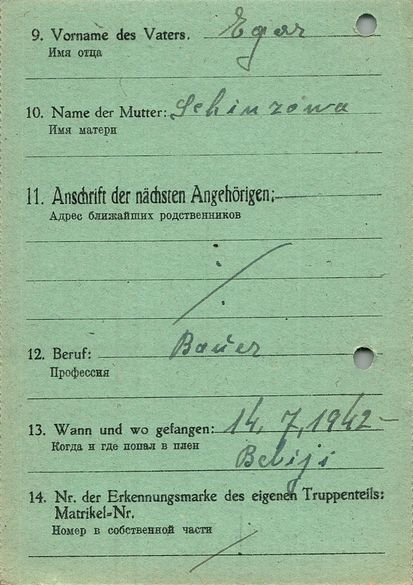 9. Vorname des Vaters. Egor
Имя отца
10. Name der Mutter: Schinzowa
Имя матери
11. Anschrift der nächsten Angehörigen:
Адрес ближайших родственников
12. Beruf: Bauer
Профессия
13. Wann und wo gefangen: 14. 7. 1942
Когда и где попал в плен
Beliji
14. Nr. der Erkennungsmarke des eigenen Truppenteils:
Matrikel-Nr.
Номер в собственной части